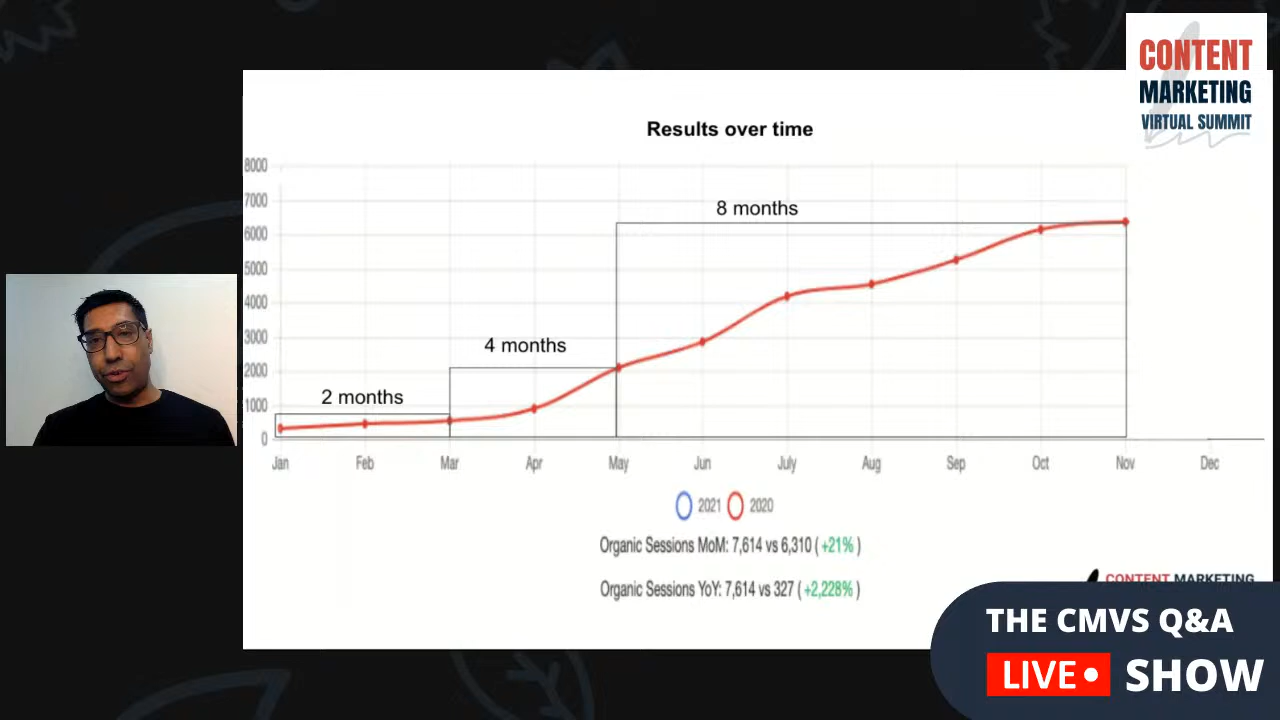 CONTENT
MARKETING
VIRTUAL SUMMIT
Results over time
8000
7000
6000
5000
4000
3000
2000
1000
0
8 months
4 months
2 months
Jan Feb Mar Apr May Jun July Aug Sep Oct Nov Dec
2021 2020
Organic Sessions MoM: 7,614 vs 6,310 ( +21% )
Organic Sessions YoY: 7,614 vs 327 ( +2,228% )
CONTENT MARKETING
THE CMVS Q&A
LIVE SHOW